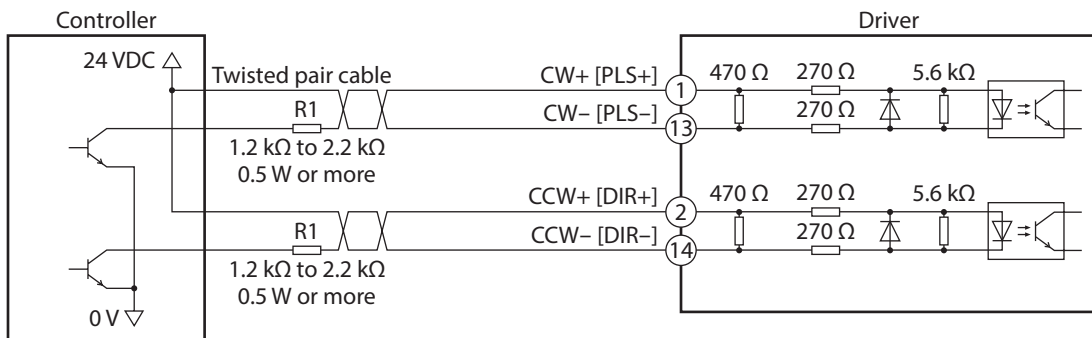 Controller
Driver
24 VDC
Twisted pair cable
CW+ [PLS+]
1
470 Ω
270 Ω
5.6 kΩ
R1
CW– [PLS–]
13
270 Ω
1.2 kΩ to 2.2 kΩ
0.5 W or more
CCW+ [DIR+]
2
470 Ω
270 Ω
5.6 kΩ
R1
CCW– [DIR–]
14
270 Ω
1.2 kΩ to 2.2 kΩ
0.5 W or more
0 V